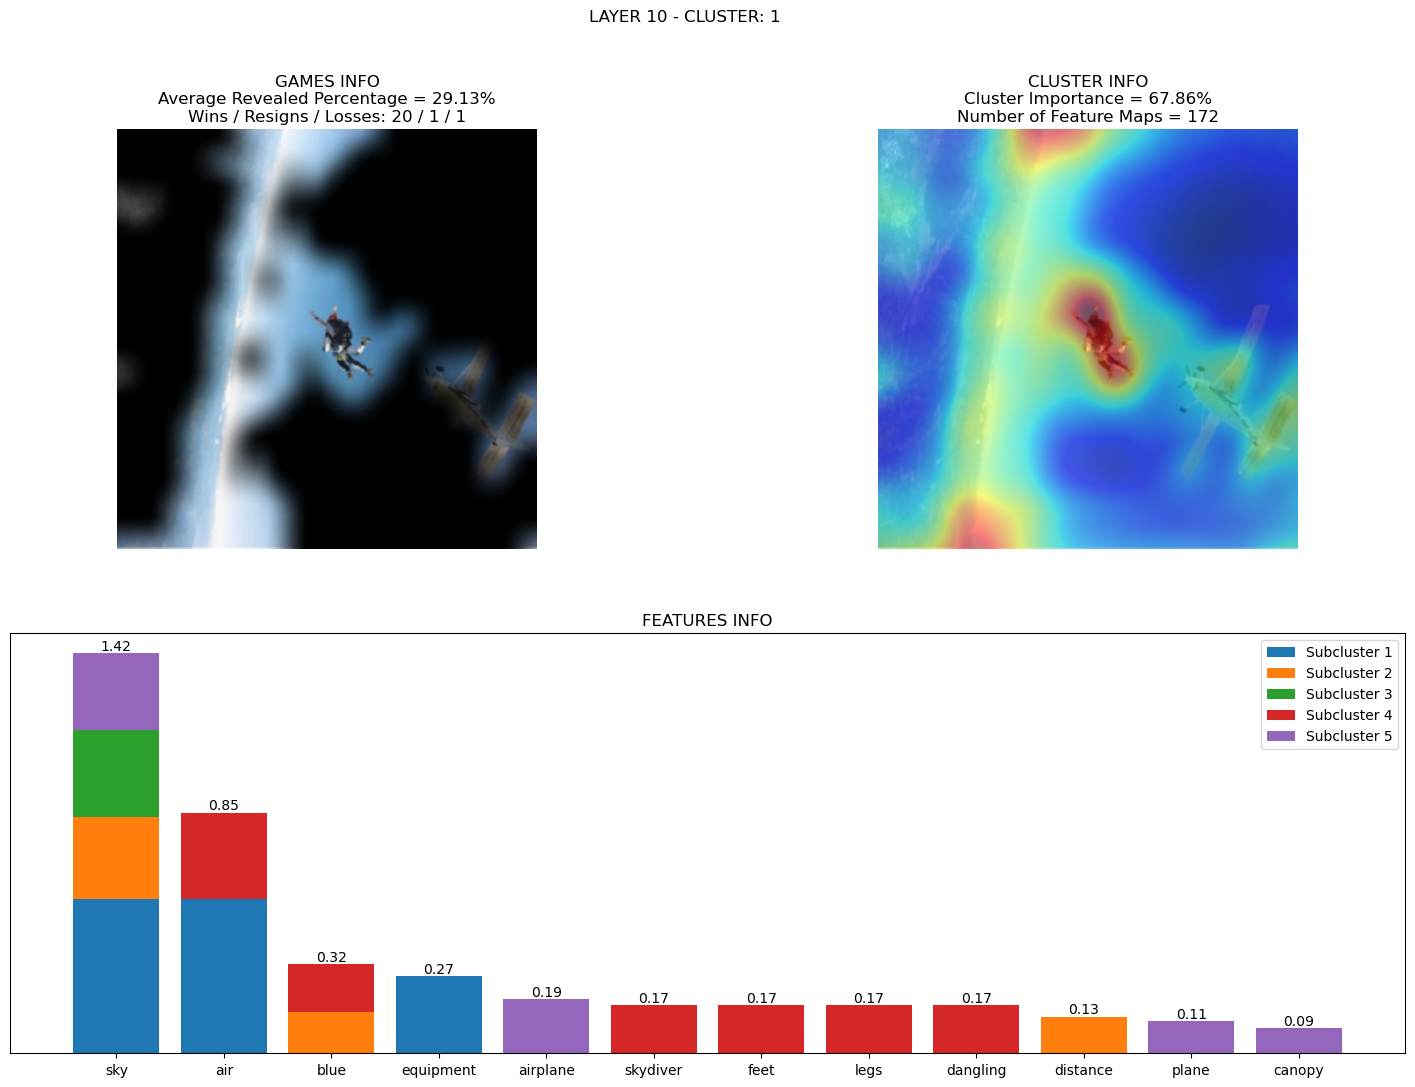 LAYER 10 - CLUSTER: 1
GAMES INFO
Average Revealed Percentage = 29.13%
Wins / Resigns / Losses: 20 / 1 / 1
CLUSTER INFO
Cluster Importance = 67.86%
Number of Feature Maps = 172
FEATURES INFO
1.42
0.85
0.32
0.27
0.19
0.17
0.17
0.17
0.17
0.13
0.11
0.09
Subcluster 1
Subcluster 2
Subcluster 3
Subcluster 4
Subcluster 5
sky
air
blue
equipment
airplane
skydiver
feet
legs
dangling
distance
plane
canopy